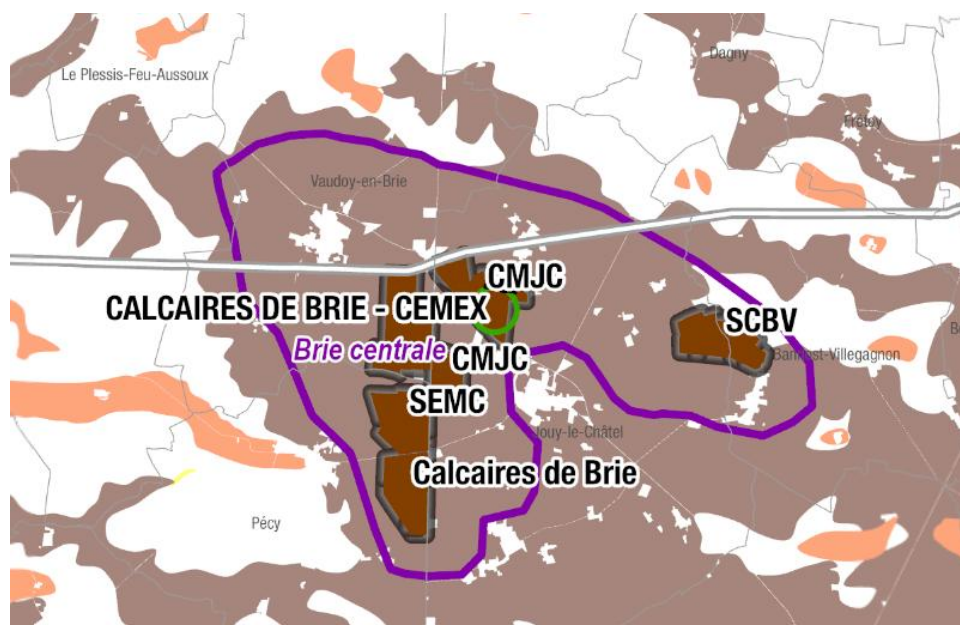 Dagny
Le Plessis-Feu-Aussoux
Frétoy
Vaudoy-en-Brie
CMJC
CALCAIRES DE BRIE - CEMEX
SCBV
Brie centrale
CMJC
Bannost-Villegagnon
SEMC
Jouy-le-Châtel
Calcaires de Brie
Pécy